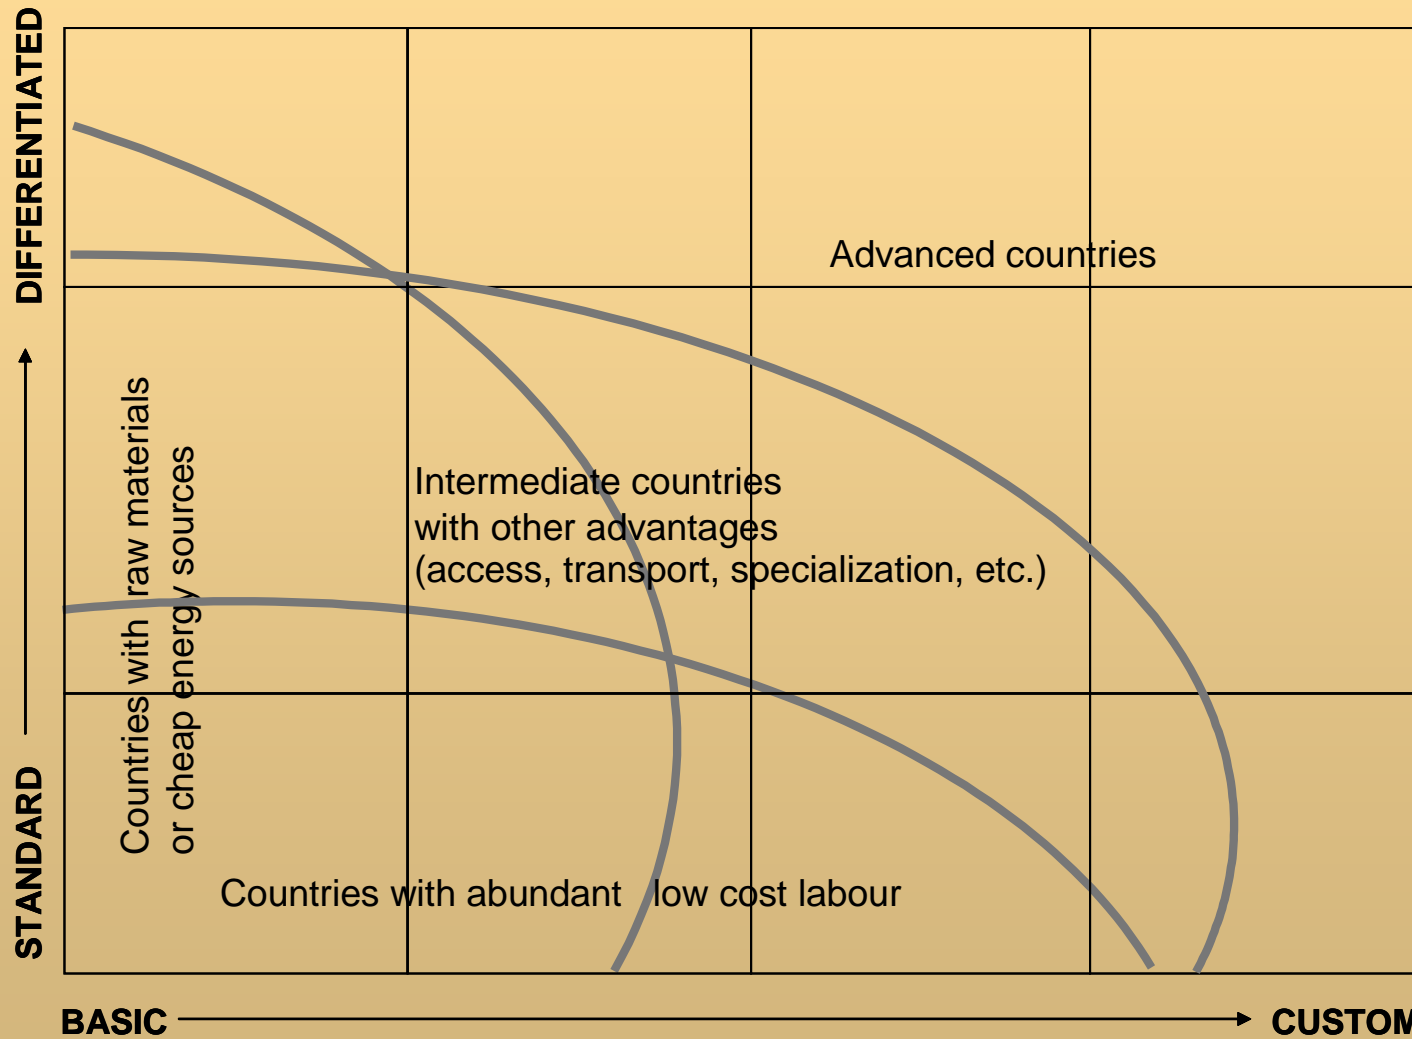 DIFFERENTIATED
STANDARD
Advanced countries
Intermediate countries
with other advantages
(access, transport, specialization, etc.)
Countries with raw materials
or cheap energy sources
Countries with abundant low cost labour
BASIC
CUSTOM